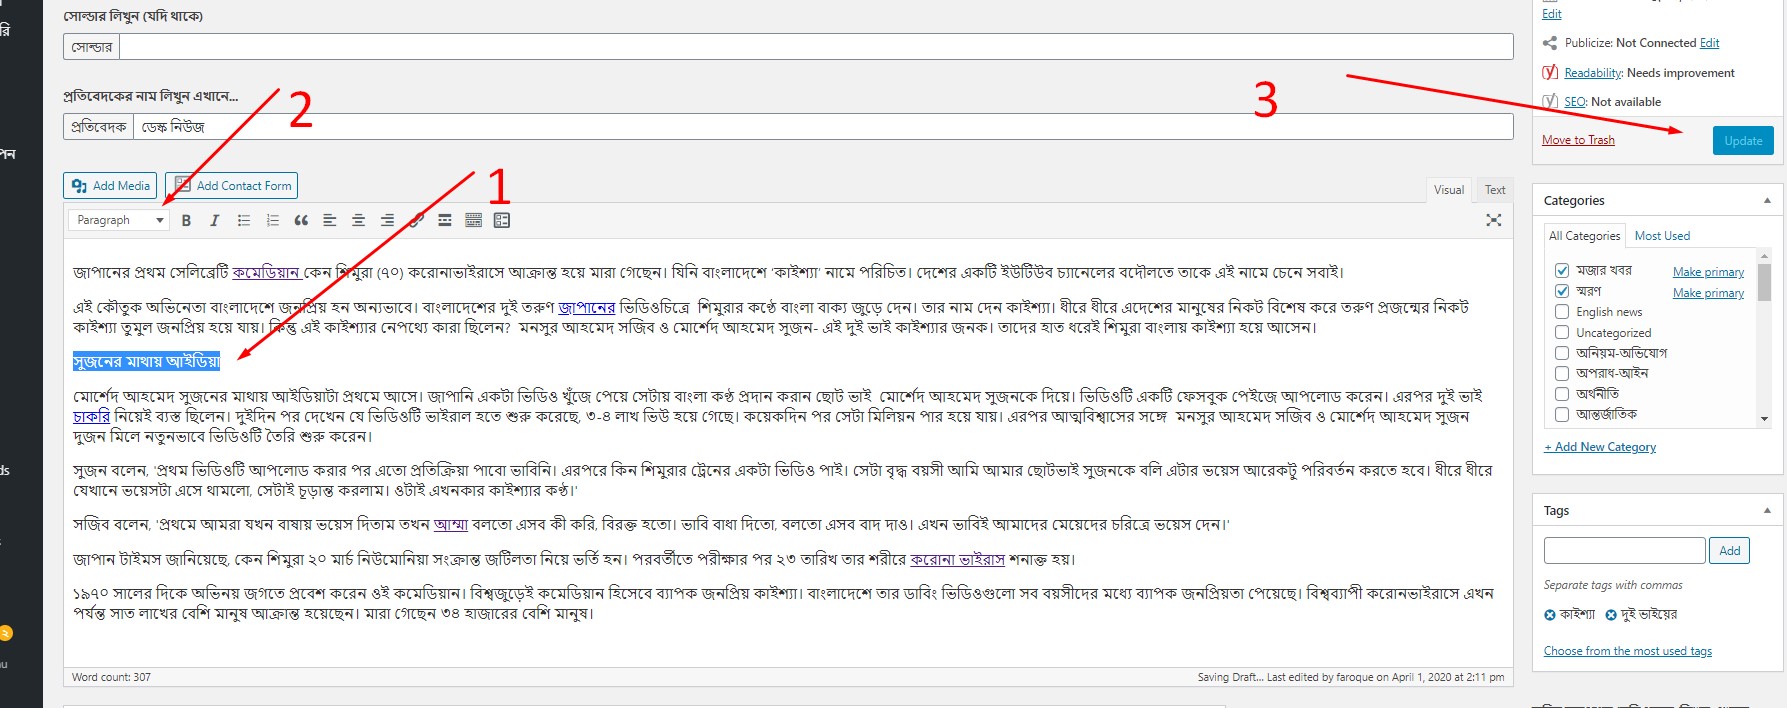 সোল্ডার লিখুন (যদি থাকে)
সোল্ডার
প্রতিবেদকের নাম লিখুন এখানে...
2
প্রতিবেদক ডেস্ক নিউজ
Add Media Add Contact Form
1
Visual Text
Paragraph B I
জাপানের প্রথম সেলিব্রেটি কমেডিয়ান কেন শিমুরা (৭০) করোনাভাইরাসে আক্রান্ত হয়ে মারা গেছেন। যিনি বাংলাদেশে 'কাইশ্যা' নামে পরিচিত। দেশের একটি ইউটিউব চ্যানেলের বদৌলতে তাকে এই নামে চেনে সবাই।
এই কৌতুক অভিনেতা বাংলাদেশে জনপ্রিয় হন অন্যভাবে। বাংলাদেশের দুই তরুণ জাপানের ভিডিওচিত্রে শিমুরার কণ্ঠে বাংলা বাক্য জুড়ে দেন। তার নাম দেন কাইশ্যা। ধীরে ধীরে এদেশের মানুষের নিকট বিশেষ করে তরুণ প্রজন্মের নিকট
কাইশ্যা তুমুল জনপ্রিয় হয়ে যায়। কিন্তু এই কাইশ্যার নেপথ্যে কারা ছিলেন? মনসুর আহমেদ সজিব ও মোর্শেদ আহমেদ সুজন- এই দুই ভাই কাইশ্যার জনক। তাদের হাত ধরেই শিমুরা বাংলায় কাইশ্যা হয়ে আসেন।
সুজনের মাথায় আইডিয়া
মোর্শেদ আহমেদ সুজনের মাথায় আইডিয়াটা প্রথমে আসে। জাপানি একটা ভিডিও খুঁজে পেয়ে সেটায় বাংলা কণ্ঠ প্রদান করান ছোট ভাই মোর্শেদ আহমেদ সুজনকে দিয়ে। ভিডিওটি একটি ফেসবুক পেইজে আপলোড করেন। এরপর দুই ভাই
চাকরি নিয়েই ব্যস্ত ছিলেন। দুইদিন পর দেখেন যে ভিডিওটি ভাইরাল হতে শুরু করেছে, ৩-৪ লাখ ভিউ হয়ে গেছে। কয়েকদিন পর সেটা মিলিয়ন পার হয়ে যায়। এরপর আত্মবিশ্বাসের সঙ্গে মনসুর আহমেদ সজিব ও মোর্শেদ আহমেদ সুজন
দুজন মিলে নতুনভাবে ভিডিওটি তৈরি শুরু করেন।
সুজন বলেন, 'প্রথম ভিডিওটি আপলোড করার পর এতো প্রতিক্রিয়া পাবো ভাবিনি। এরপরে কিন শিমুরার ট্রেনের একটা ভিডিও পাই। সেটা বৃদ্ধ বয়সী আমি আমার ছোটভাই সুজনকে বলি এটার ভয়েস আরেকটু পরিবর্তন করতে হবে। ধীরে ধীরে
যেখানে ভয়েসটা এসে থামলো, সেটাই চূড়ান্ত করলাম। ওটাই এখনকার কাইশ্যার কণ্ঠ।'
সজিব বলেন, 'প্রথমে আমরা যখন বাষায় ভয়েস দিতাম তখন আম্মা বলতো এসব কী করি, বিরক্ত হতো। ভাবি বাধা দিতো, বলতো এসব বাদ দাও। এখন ভাবিই আমাদের মেয়েদের চরিত্রে ভয়েস দেন।'
জাপান টাইমস জানিয়েছে, কেন শিমুরা ২০ মার্চ নিউমোনিয়া সংক্রান্ত জটিলতা নিয়ে ভর্তি হন। পরবর্তীতে পরীক্ষার পর ২৩ তারিখ তার শরীরে করোনা ভাইরাস শনাক্ত হয়।
১৯৭০ সালের দিকে অভিনয় জগতে প্রবেশ করেন ওই কমেডিয়ান। বিশ্বজুড়েই কমেডিয়ান হিসেবে ব্যাপক জনপ্রিয় কাইশ্যা। বাংলাদেশে তার ডাবিং ভিডিওগুলো সব বয়সীদের মধ্যে ব্যাপক জনপ্রিয়তা পেয়েছে। বিশ্বব্যাপী করোনভাইরাসে এখন
পর্যন্ত সাত লাখের বেশি মানুষ আক্রান্ত হয়েছেন। মারা গেছেন ৩৪ হাজারের বেশি মানুষ।
Word count: 307 Saving Draft... Last edited by faroque on April 1, 2020 at 2:11 pm
Edit
Publicize: Not Connected Edit
Readability: Needs improvement
3
SEO: Not available
Move to Trash Update
Categories
All Categories Most Used
মজার খবর Make primary
স্মরণ Make primary
English news
Uncategorized
অনিয়ম-অভিযোগ
অপরাধ-আইন
অর্থনীতি
আন্তর্জাতিক
+ Add New Category
Tags
Add
Separate tags with commas
কাইশ্যা দুই ভাইয়ের
Choose from the most used tags
রি
পন
ds
২